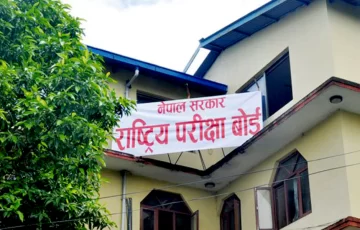 नेपाल सरकार
राष्ट्रिय परीक्षा बोर्ड